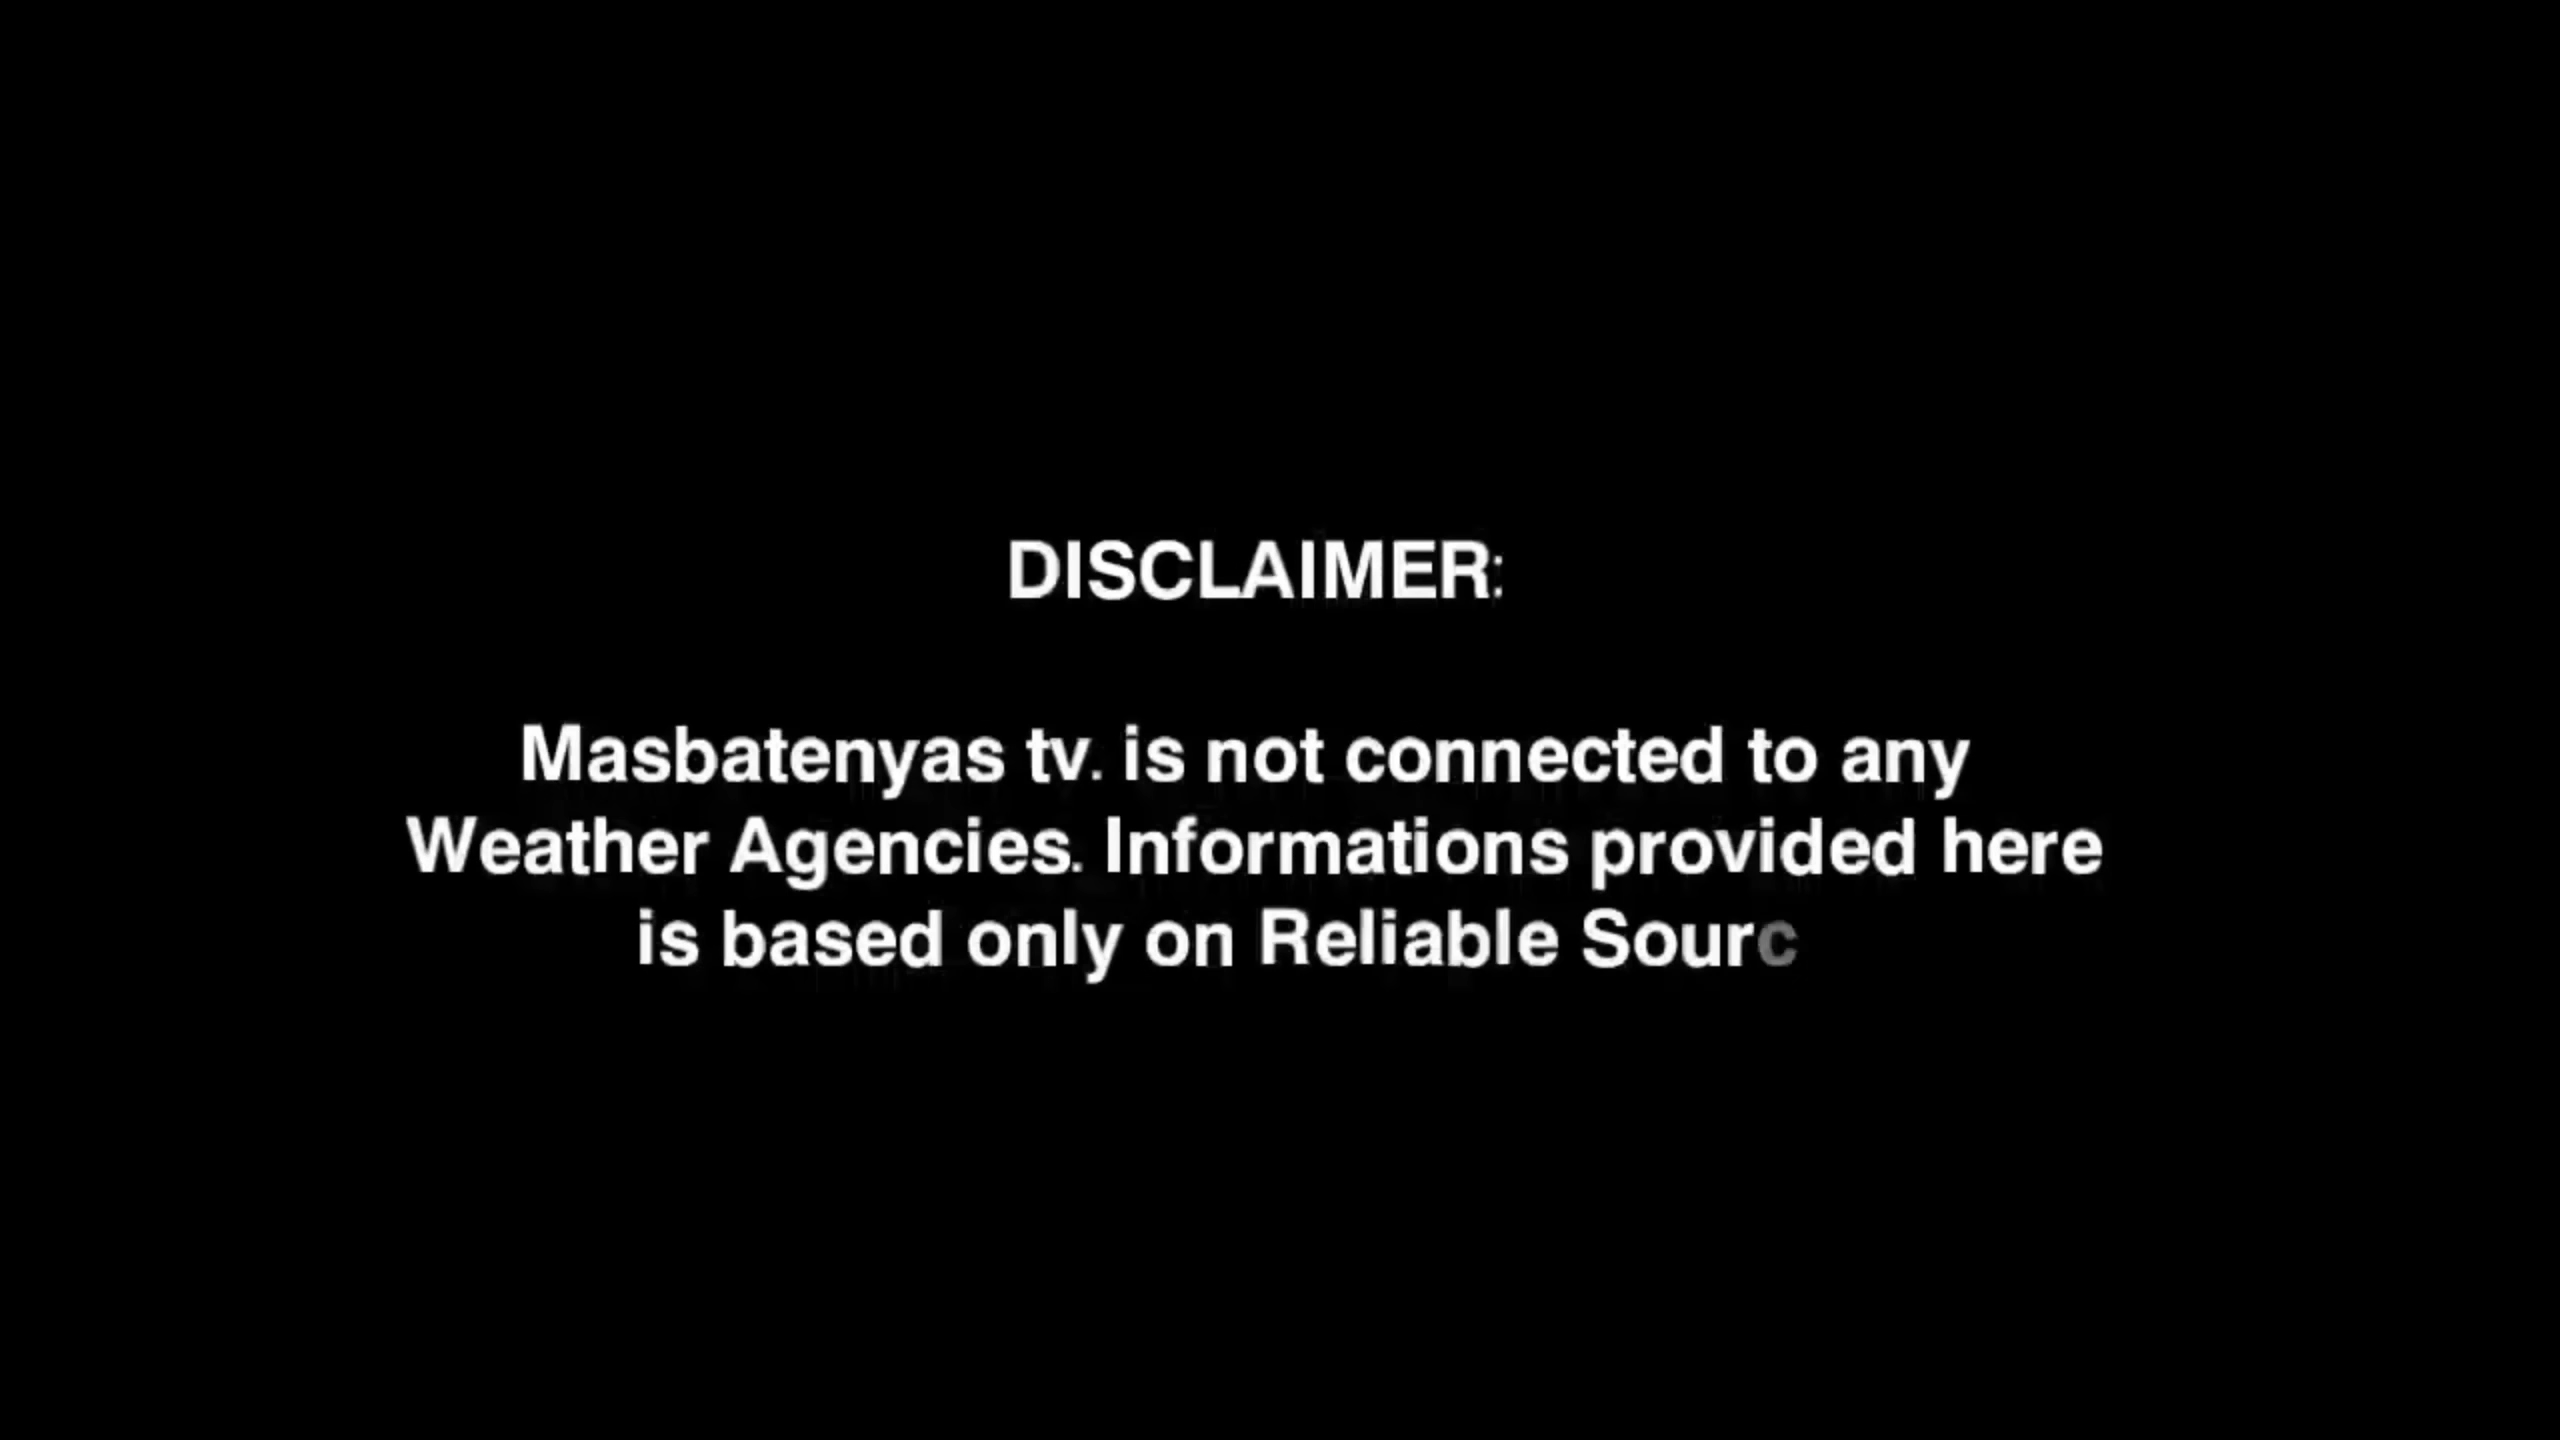 DISCLAIMER:
Masbatenyas tv. is not connected to any
Weather Agencies. Informations provided here
is based only on Reliable Sourc